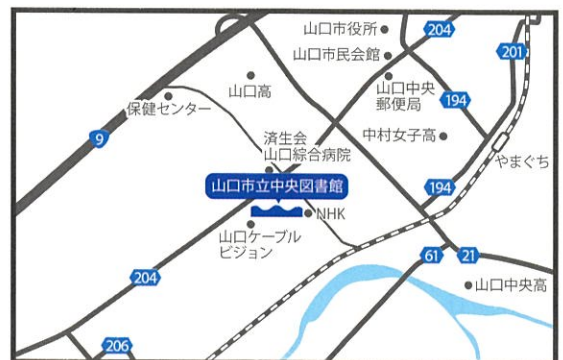 山口市役所
204
山口市民会館
201
山口高
山口中央
郵便局
保健センター
194
9
中村女子高
やまぐち
済生会
山口綜合病院
山口市立中央図書館
194
NHK
山口ケーブル
ビジョン
61
21
204
山口中央高
206